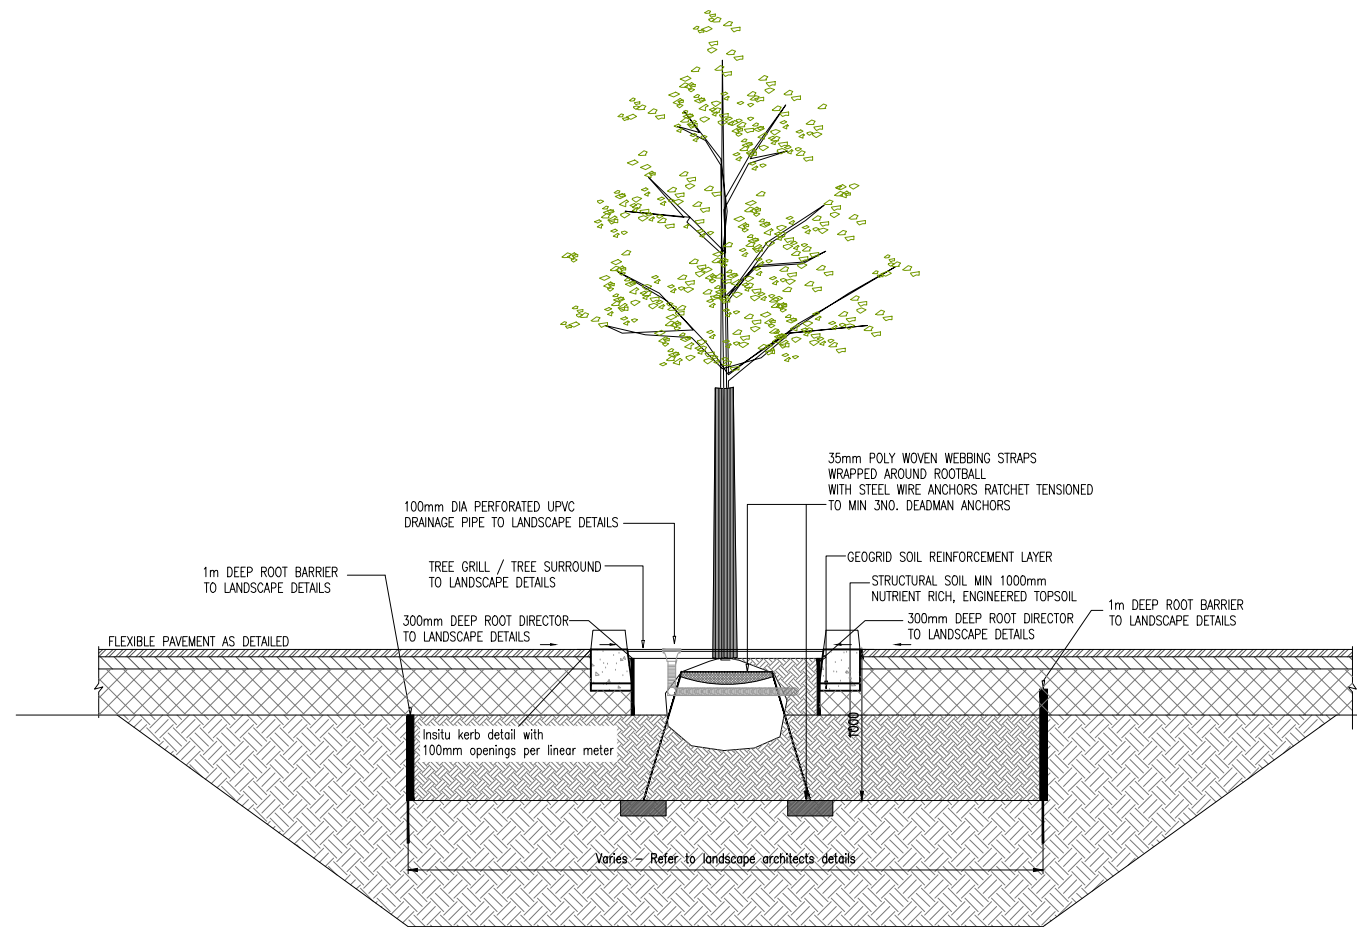 35mm POLY WOVEN WEBBING STRAPS
WRAPPED AROUND ROOTBALL
WITH STEEL WIRE ANCHORS RATCHET TENSIONED
TO MIN 3NO. DEADMAN ANCHORS
100mm DIA PERFORATED UPVC
DRAINAGE PIPE TO LANDSCAPE DETAILS
GEOGRID SOIL REINFORCEMENT LAYER
TREE GRILL / TREE SURROUND
TO LANDSCAPE DETAILS
1m DEEP ROOT BARRIER
TO LANDSCAPE DETAILS
STRUCTURAL SOIL MIN 1000mm
NUTRIENT RICH, ENGINEERED TOPSOIL
1m DEEP ROOT BARRIER
TO LANDSCAPE DETAILS
300mm DEEP ROOT DIRECTOR
TO LANDSCAPE DETAILS
300mm DEEP ROOT DIRECTOR
TO LANDSCAPE DETAILS
FLEXIBLE PAVEMENT AS DETAILED
1000
Insitu kerb detail with
100mm openings per linear meter
Varies - Refer to landscape architects details